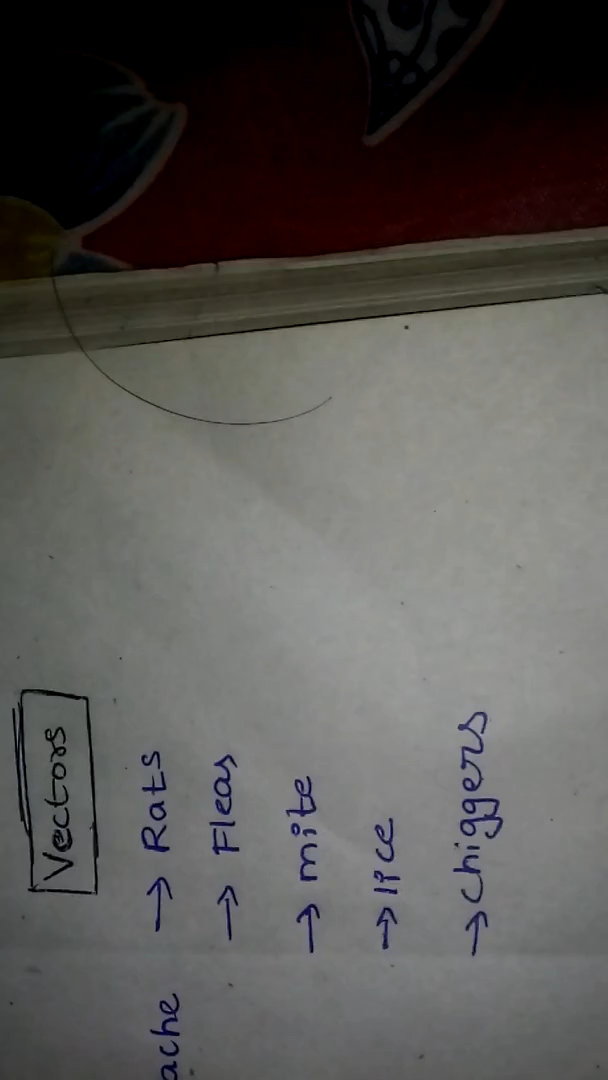 Vectors
ache → Rats
→ Fleas
→ mite
→ lice
→ chiggers